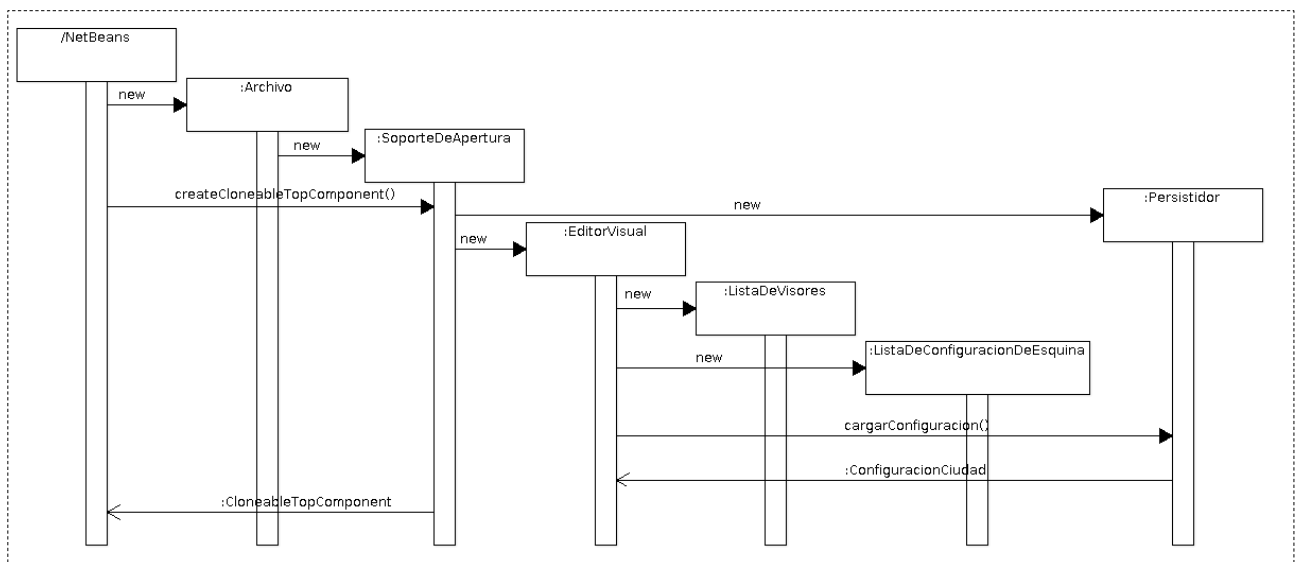 /NetBeans
new
:Archivo
new
:SoporteDeApertura
createCloneableTopComponent()
new
:Persistidor
new
:EditorVisual
new
:ListaDeVisores
new
:ListaDeConfiguracionDeEsquina
cargarConfiguracion()
:ConfiguracionCiudad
:CloneableTopComponent